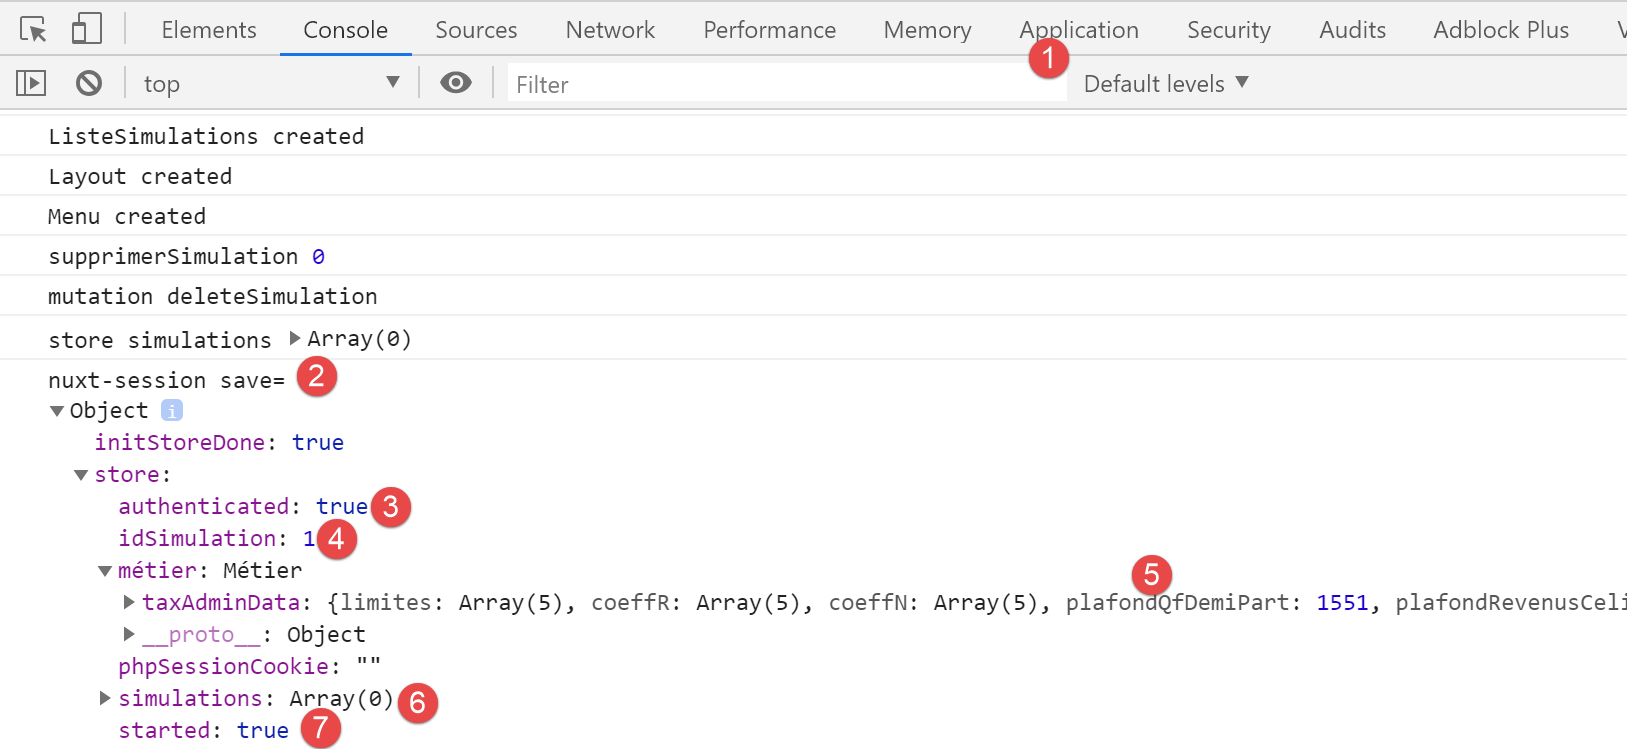 Elements Console Sources Network Performance Memory Application Security Audits Adblock Plus
1
top Filter Default levels
ListeSimulations created
Layout created
Menu created
supprimerSimulation 0
mutation deleteSimulation
store simulations Array(0)
nuxt-session save= 2
Object i
initStoreDone: true
store:
authenticated: true 3
idSimulation: 1 4
métier: Métier
5
taxAdminData: {limites: Array(5), coeffR: Array(5), coeffN: Array(5), plafondQfDemiPart: 1551, plafondRevenusCeli
__proto__: Object
phpSessionCookie: ""
simulations: Array(0) 6
started: true 7